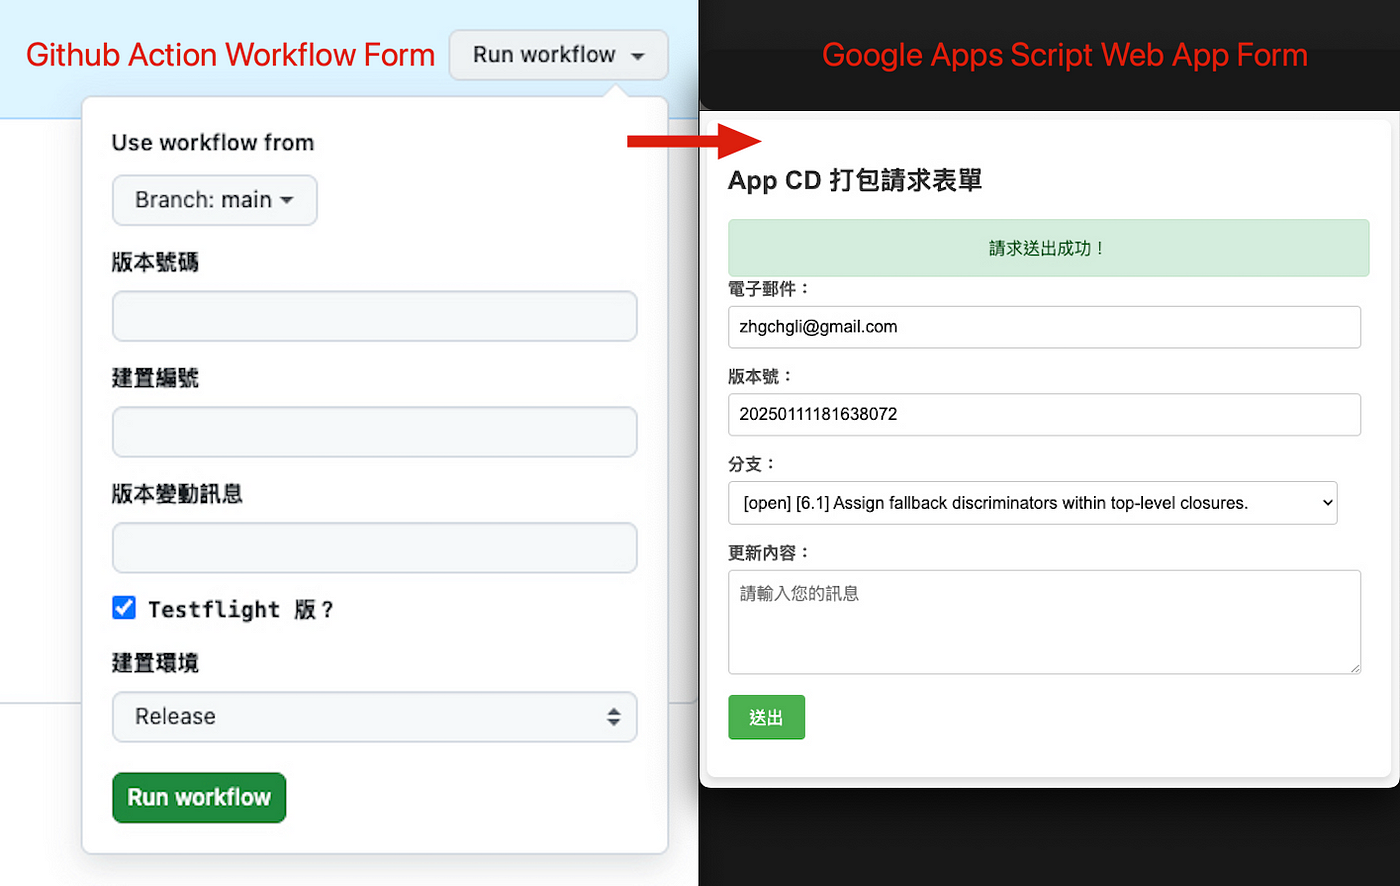 Github Action Workflow Form
Run workflow
Use workflow from
Branch: main
版本號碼
建置編號
版本變動訊息
Testflight 版？
建置環境
Release
Run workflow
Google Apps Script Web App Form
App CD 打包請求表單
請求送出成功！
電子郵件：
zhgchgli@gmail.com
版本號：
20250111181638072
分支：
[open] [6.1] Assign fallback discriminators within top-level closures.
更新內容：
請輸入您的訊息
送出